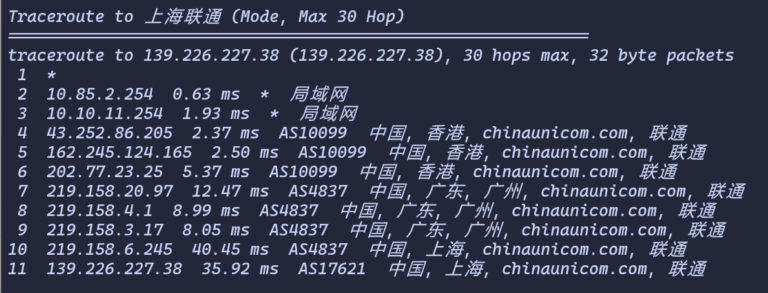 Traceroute to 上海联通 (Mode, Max 30 Hop)
============================================================
traceroute to 139.226.227.38 (139.226.227.38), 30 hops max, 32 byte packets
1 *
2 10.85.2.254 0.63 ms * 局域网
3 10.10.11.254 1.93 ms * 局域网
4 43.252.86.205 2.37 ms AS10099 中国, 香港, chinaunicom.com, 联通
5 162.245.124.165 2.50 ms AS10099 中国, 香港, chinaunicom.com, 联通
6 202.77.23.25 5.37 ms AS10099 中国, 香港, chinaunicom.com, 联通
7 219.158.20.97 12.47 ms AS4837 中国, 广东, 广州, chinaunicom.com, 联通
8 219.158.4.1 8.99 ms AS4837 中国, 广东, 广州, chinaunicom.com, 联通
9 219.158.3.17 8.05 ms AS4837 中国, 广东, 广州, chinaunicom.com, 联通
10 219.158.6.245 40.45 ms AS4837 中国, 上海, chinaunicom.com, 联通
11 139.226.227.38 35.92 ms AS17621 中国, 上海, chinaunicom.com, 联通